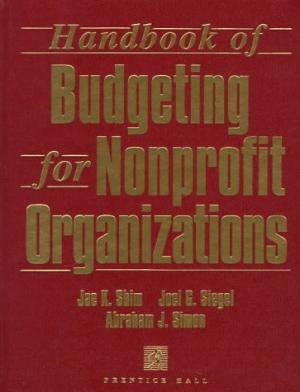 Handbook of
Budgeting
for Nonprofit
Organizations
Jae K. Shim Joel G. Siegel
Abraham J. Simon
PRENTICE HALL